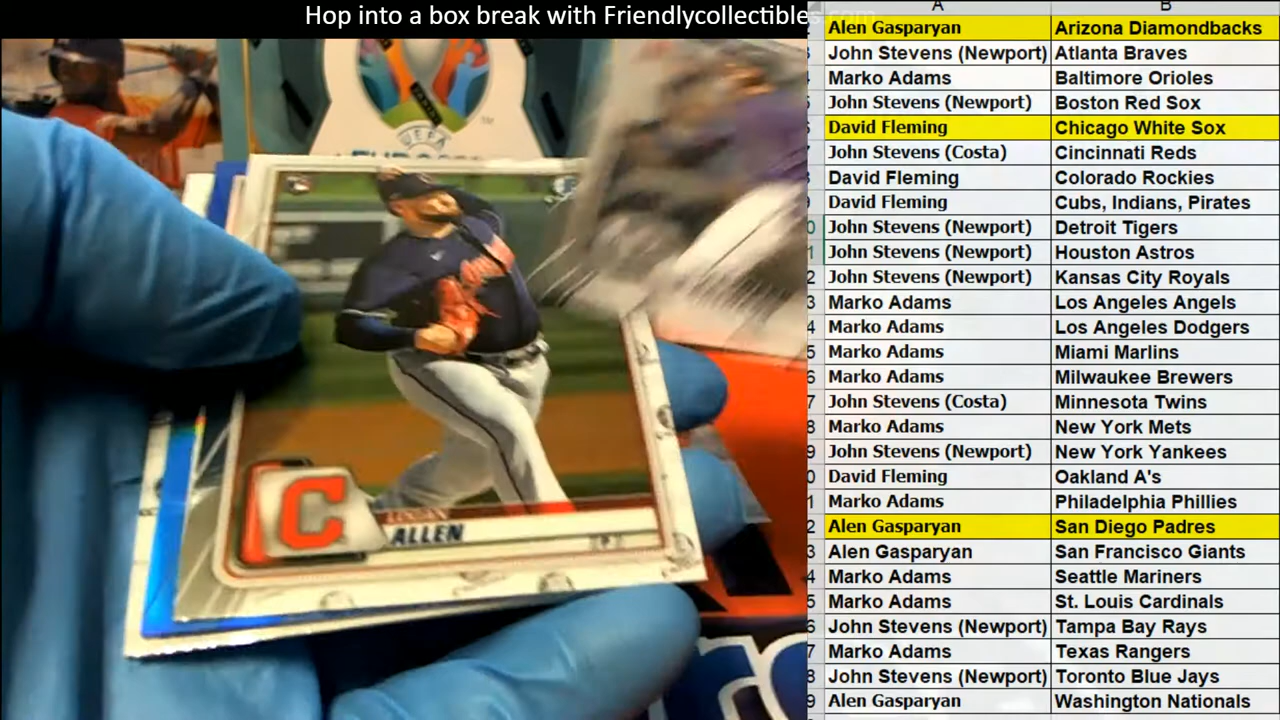 Hop into a box break with Friendlycollectibles.com
A B
Alen Gasparyan Arizona Diamondbacks
John Stevens (Newport) Atlanta Braves
Marko Adams Baltimore Orioles
John Stevens (Newport) Boston Red Sox
David Fleming Chicago White Sox
John Stevens (Costa) Cincinnati Reds
David Fleming Colorado Rockies
David Fleming Cubs, Indians, Pirates
John Stevens (Newport) Detroit Tigers
John Stevens (Newport) Houston Astros
John Stevens (Newport) Kansas City Royals
Marko Adams Los Angeles Angels
Marko Adams Los Angeles Dodgers
Marko Adams Miami Marlins
Marko Adams Milwaukee Brewers
John Stevens (Costa) Minnesota Twins
Marko Adams New York Mets
John Stevens (Newport) New York Yankees
David Fleming Oakland A's
Marko Adams Philadelphia Phillies
Alen Gasparyan San Diego Padres
Alen Gasparyan San Francisco Giants
Marko Adams Seattle Mariners
Marko Adams St. Louis Cardinals
John Stevens (Newport) Tampa Bay Rays
Marko Adams Texas Rangers
John Stevens (Newport) Toronto Blue Jays
Alen Gasparyan Washington Nationals
UEFA
C
LOGAN
ALLEN